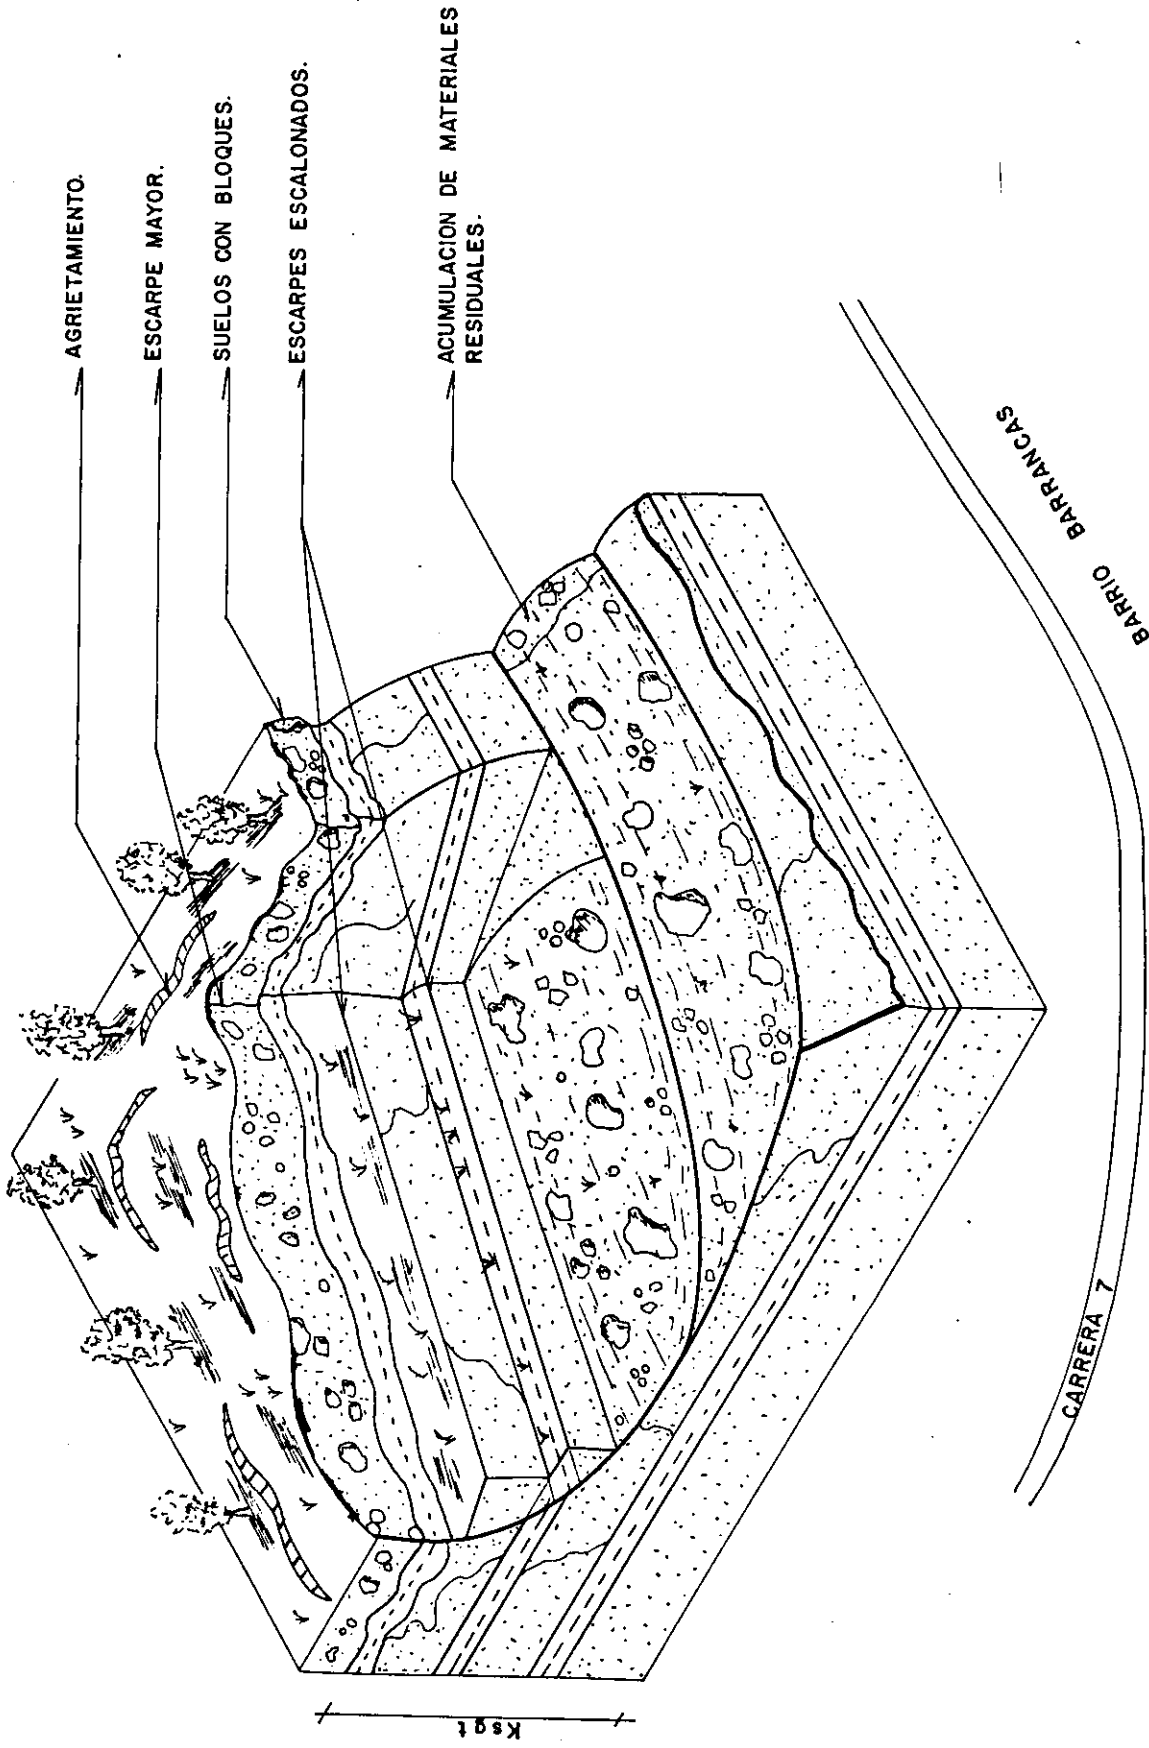 AGRIETAMIENTO.
ESCARPE MAYOR.
SUELOS CON BLOQUES.
ESCARPES ESCALONADOS.
ACUMULACION DE MATERIALES
RESIDUALES.
BARRIO BARRANCAS
CARRERA 7
Ksgt